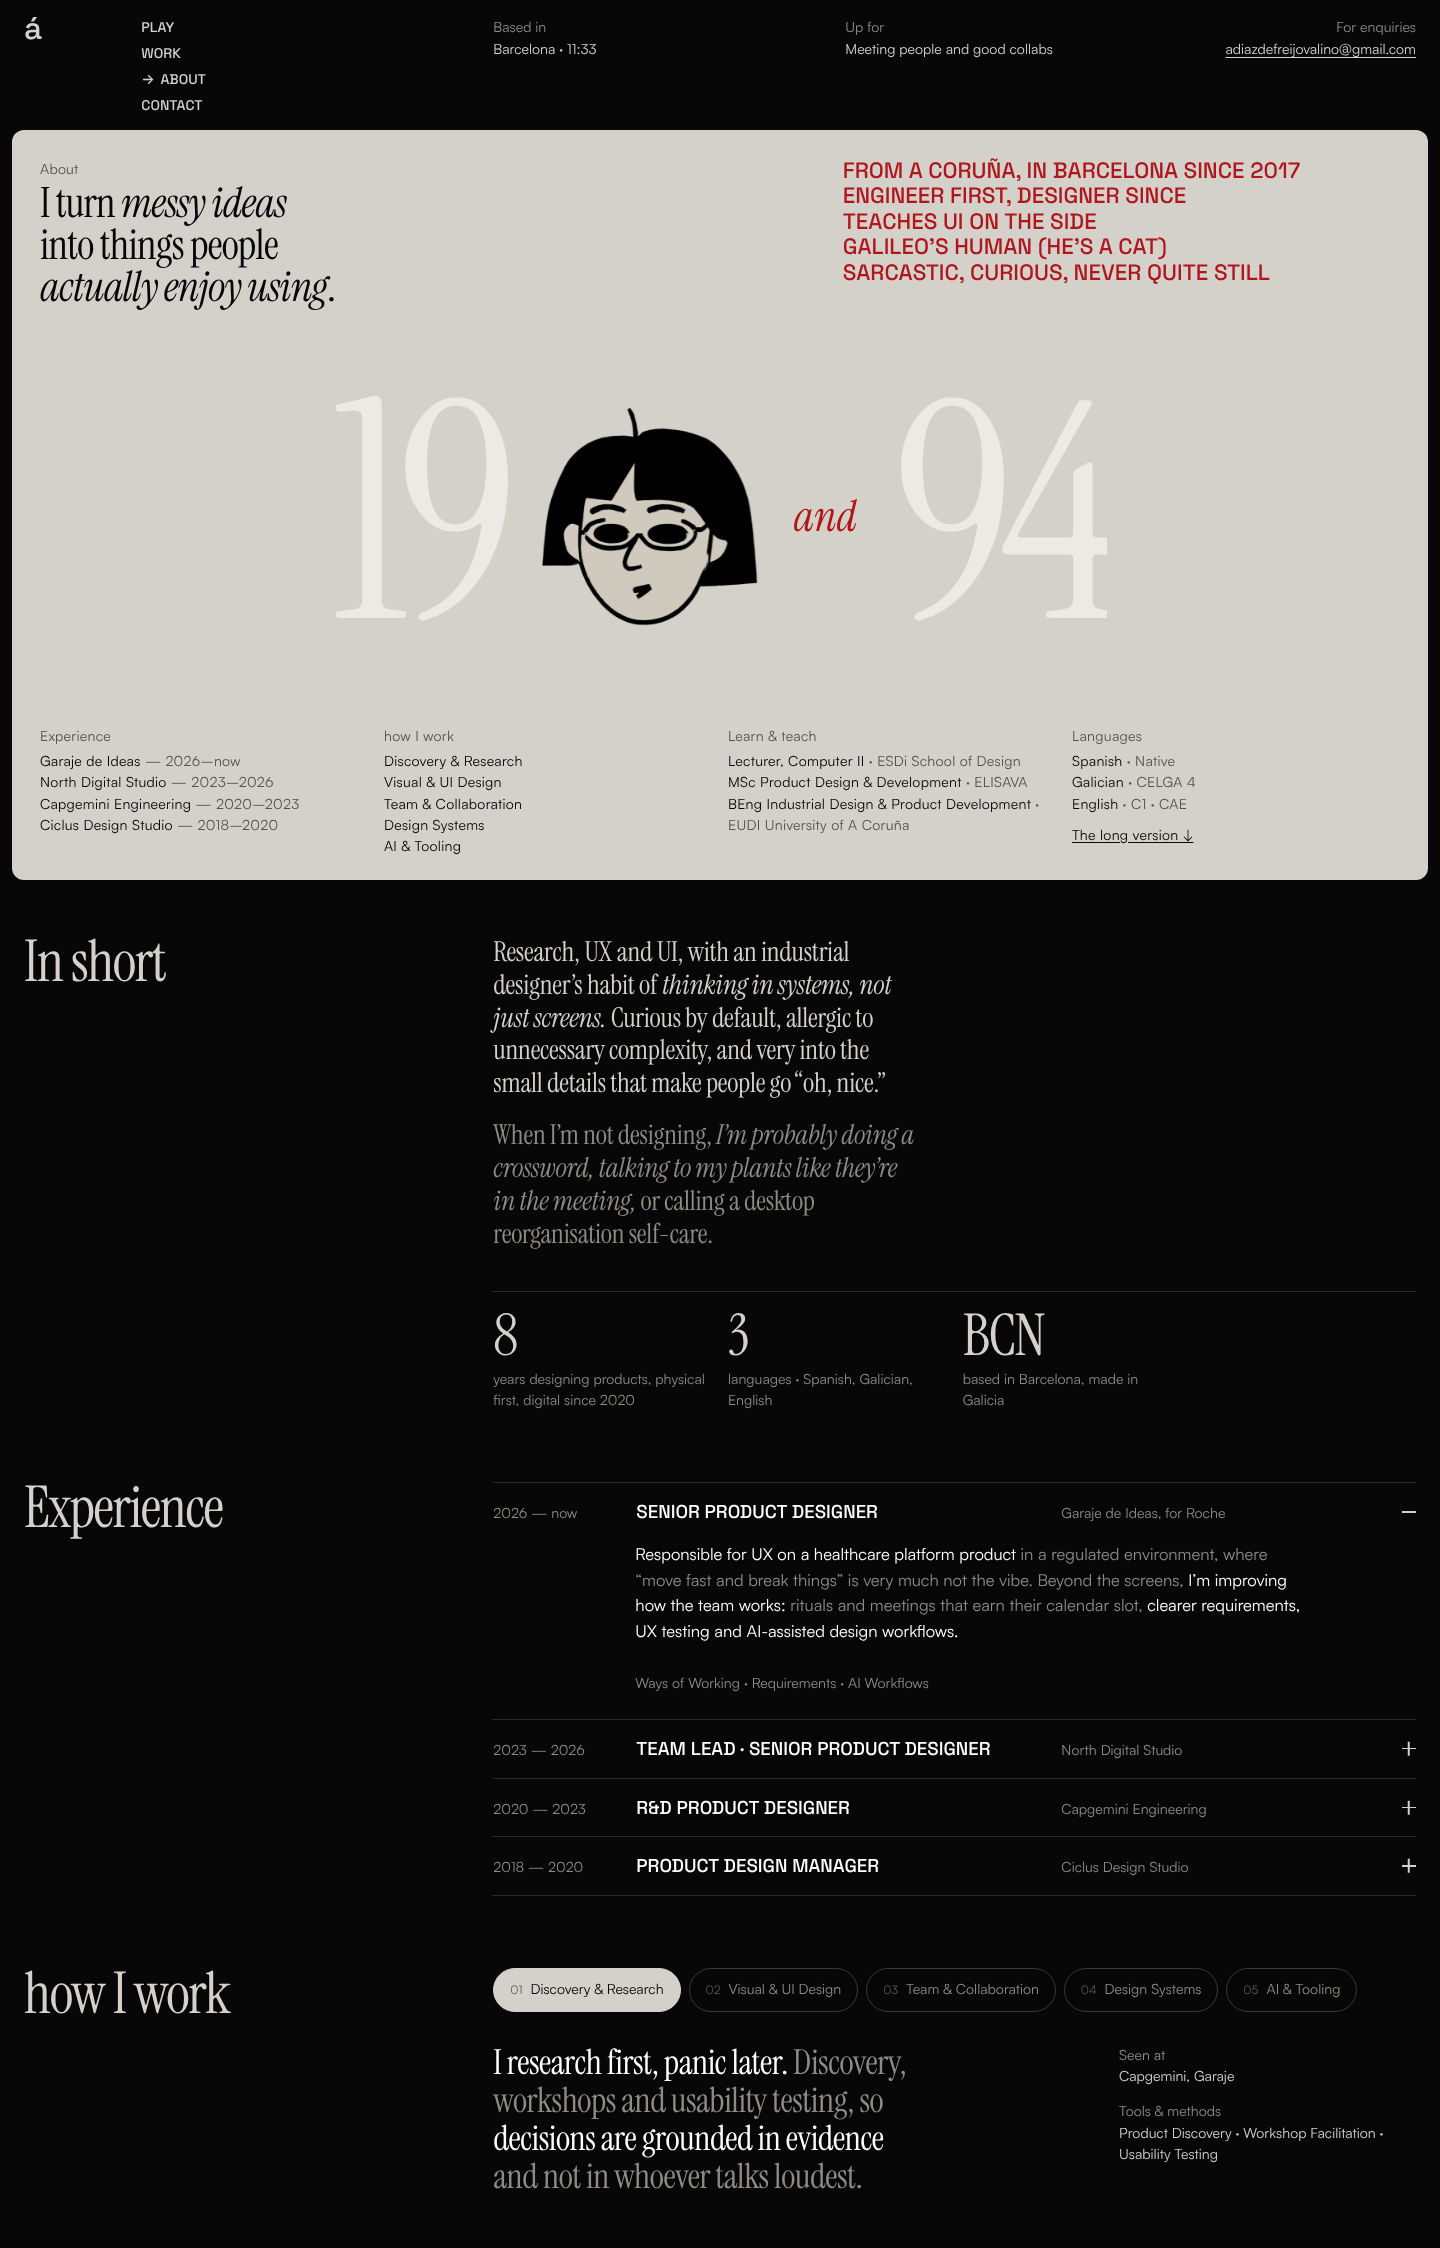 á
PLAY
WORK
→ ABOUT
CONTACT
Based in
Barcelona · 11:33
Up for
Meeting people and good collabs
For enquiries
adiazdefreijovalino@gmail.com
About
I turn messy ideas
into things people
actually enjoy using.
FROM A CORUÑA, IN BARCELONA SINCE 2017
ENGINEER FIRST, DESIGNER SINCE
TEACHES UI ON THE SIDE
GALILEO’S HUMAN (HE’S A CAT)
SARCASTIC, CURIOUS, NEVER QUITE STILL
19 and 94
Experience
Garaje de Ideas — 2026—now
North Digital Studio — 2023—2026
Capgemini Engineering — 2020—2023
Ciclus Design Studio — 2018—2020
how I work
Discovery & Research
Visual & UI Design
Team & Collaboration
Design Systems
AI & Tooling
Learn & teach
Lecturer, Computer II · ESDi School of Design
MSc Product Design & Development · ELISAVA
BEng Industrial Design & Product Development ·
EUDI University of A Coruña
Languages
Spanish · Native
Galician · CELGA 4
English · C1 · CAE
The long version ↓
In short
Research, UX and UI, with an industrial
designer’s habit of thinking in systems, not
just screens. Curious by default, allergic to
unnecessary complexity, and very into the
small details that make people go “oh, nice.”
When I’m not designing, I’m probably doing a
crossword, talking to my plants like they’re
in the meeting, or calling a desktop
reorganisation self-care.
8
years designing products, physical
first, digital since 2020
3
languages · Spanish, Galician,
English
BCN
based in Barcelona, made in
Galicia
Experience
2026 — now SENIOR PRODUCT DESIGNER Garaje de Ideas, for Roche —
Responsible for UX on a healthcare platform product in a regulated environment, where
“move fast and break things” is very much not the vibe. Beyond the screens, I’m improving
how the team works: rituals and meetings that earn their calendar slot, clearer requirements,
UX testing and AI-assisted design workflows.
Ways of Working · Requirements · AI Workflows
2023 — 2026 TEAM LEAD · SENIOR PRODUCT DESIGNER North Digital Studio +
2020 — 2023 R&D PRODUCT DESIGNER Capgemini Engineering +
2018 — 2020 PRODUCT DESIGN MANAGER Ciclus Design Studio +
how I work
01 Discovery & Research 02 Visual & UI Design 03 Team & Collaboration 04 Design Systems 05 AI & Tooling
I research first, panic later. Discovery,
workshops and usability testing, so
decisions are grounded in evidence
and not in whoever talks loudest.
Seen at
Capgemini, Garaje
Tools & methods
Product Discovery · Workshop Facilitation ·
Usability Testing